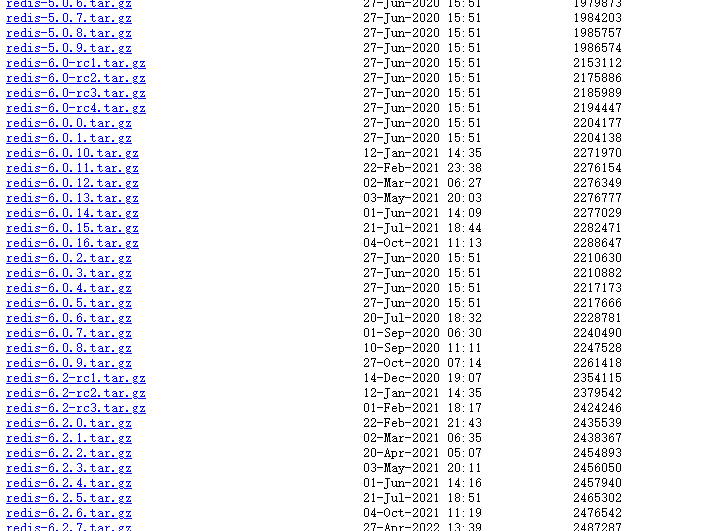 redis-5.0.6.tar.gz 27-Jun-2020 15:51 1979873
redis-5.0.7.tar.gz 27-Jun-2020 15:51 1984203
redis-5.0.8.tar.gz 27-Jun-2020 15:51 1985757
redis-5.0.9.tar.gz 27-Jun-2020 15:51 1986574
redis-6.0-rc1.tar.gz 27-Jun-2020 15:51 2153112
redis-6.0-rc2.tar.gz 27-Jun-2020 15:51 2175886
redis-6.0-rc3.tar.gz 27-Jun-2020 15:51 2185989
redis-6.0-rc4.tar.gz 27-Jun-2020 15:51 2194447
redis-6.0.0.tar.gz 27-Jun-2020 15:51 2204177
redis-6.0.1.tar.gz 27-Jun-2020 15:51 2204138
redis-6.0.10.tar.gz 12-Jan-2021 14:35 2271970
redis-6.0.11.tar.gz 22-Feb-2021 23:38 2276154
redis-6.0.12.tar.gz 02-Mar-2021 06:27 2276349
redis-6.0.13.tar.gz 03-May-2021 20:03 2276777
redis-6.0.14.tar.gz 01-Jun-2021 14:09 2277029
redis-6.0.15.tar.gz 21-Jul-2021 18:44 2282471
redis-6.0.16.tar.gz 04-Oct-2021 11:13 2288647
redis-6.0.2.tar.gz 27-Jun-2020 15:51 2210630
redis-6.0.3.tar.gz 27-Jun-2020 15:51 2210882
redis-6.0.4.tar.gz 27-Jun-2020 15:51 2217173
redis-6.0.5.tar.gz 27-Jun-2020 15:51 2217666
redis-6.0.6.tar.gz 20-Jul-2020 18:32 2228781
redis-6.0.7.tar.gz 01-Sep-2020 06:30 2240490
redis-6.0.8.tar.gz 10-Sep-2020 11:11 2247528
redis-6.0.9.tar.gz 27-Oct-2020 07:14 2261418
redis-6.2-rc1.tar.gz 14-Dec-2020 19:07 2354115
redis-6.2-rc2.tar.gz 12-Jan-2021 14:35 2379542
redis-6.2-rc3.tar.gz 01-Feb-2021 18:17 2424246
redis-6.2.0.tar.gz 22-Feb-2021 21:43 2435539
redis-6.2.1.tar.gz 02-Mar-2021 06:35 2438367
redis-6.2.2.tar.gz 20-Apr-2021 05:07 2454893
redis-6.2.3.tar.gz 03-May-2021 20:11 2456050
redis-6.2.4.tar.gz 01-Jun-2021 14:16 2457940
redis-6.2.5.tar.gz 21-Jul-2021 18:51 2465302
redis-6.2.6.tar.gz 04-Oct-2021 11:19 2476542
redis-6.2.7.tar.gz 27-Apr-2022 13:39 2487287